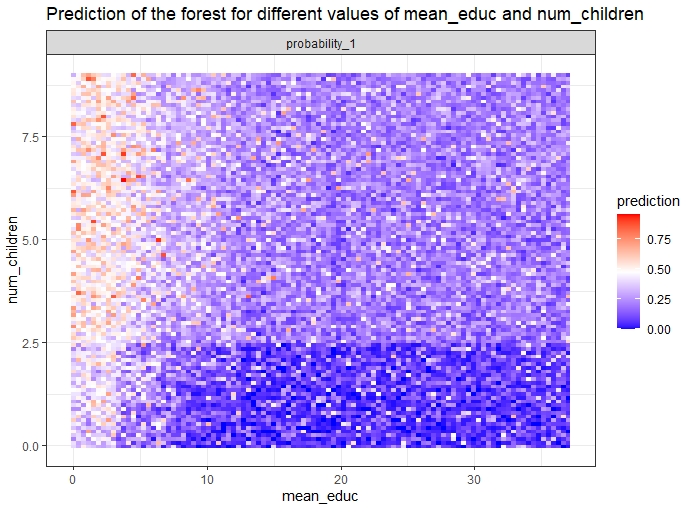 Prediction of the forest for different values of mean_educ and num_children
probability_1
7.5
5.0
2.5
0.0
num_children
0
10
20
30
mean_educ
prediction
0.75
0.50
0.25
0.00